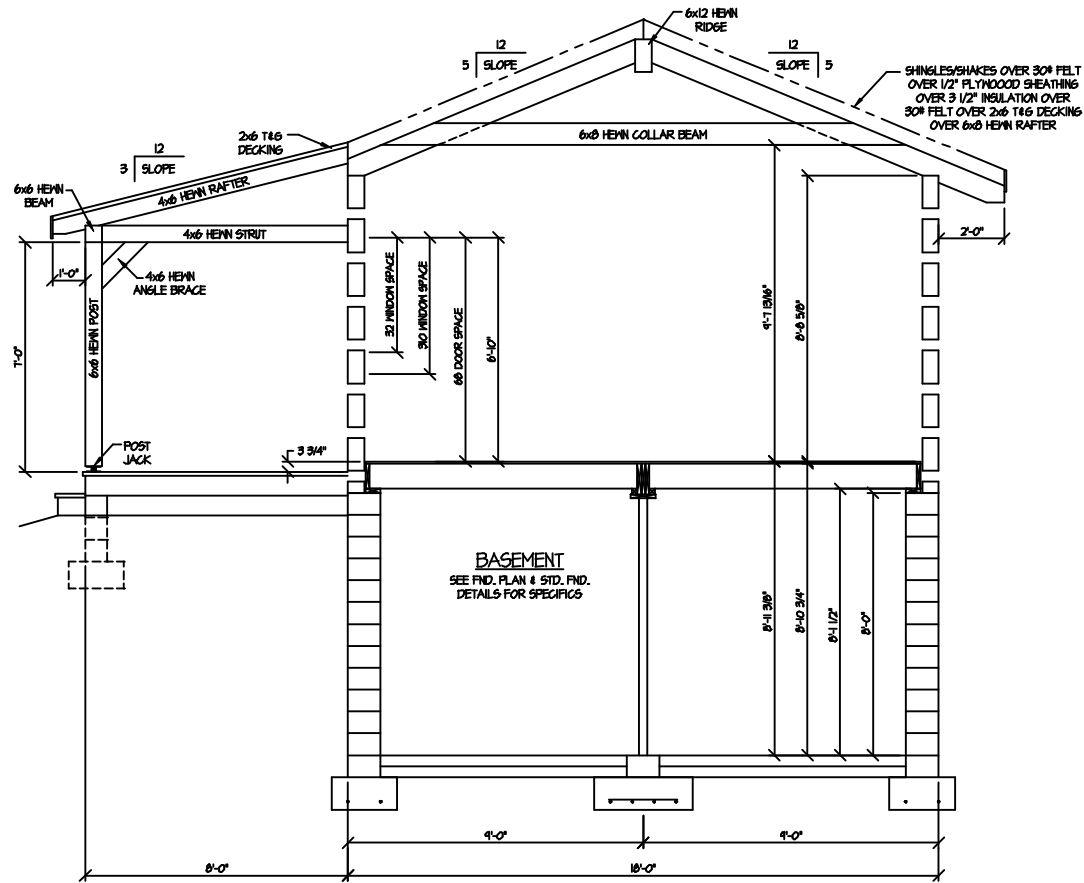 6x12 HEWN
RIDGE
12
5 SLOPE
12
SLOPE 5
SHINGLES/SHAKES OVER 30# FELT
OVER 1/2" PLYWOOOD SHEATHING
OVER 3 1/2" INSULATION OVER
30# FELT OVER 2x6 T&G DECKING
OVER 6x8 HEWN RAFTER
2x6 T&G
DECKING
6x8 HEWN COLLAR BEAM
12
3 SLOPE
6x6 HEWN
BEAM
4x6 HEWN RAFTER
4x6 HEWN STRUT
2'-0"
1'-0"
4x6 HEWN
ANGLE BRACE
7'-0"
6x6 HEWN POST
32 WINDOW SPACE
310 WINDOW SPACE
68 DOOR SPACE
6'-10"
9'-7 13/16"
8'-8 5/8"
POST
JACK
3 3/4"
BASEMENT
SEE FND. PLAN & STD. FND.
DETAILS FOR SPECIFICS
8'-11 3/8"
8'-10 3/4"
8'-1 1/2"
8'-0"
9'-0"
9'-0"
8'-0"
18'-0"